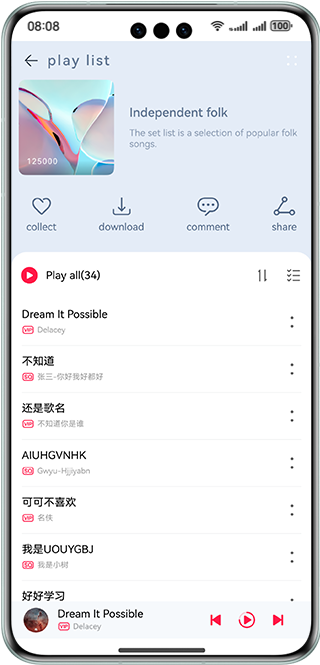 08:08
100
play list
125000
Independent folk
The set list is a selection of popular folk
songs.
collect
download
comment
share
Play all(34)
Dream It Possible
VIP Delacey
不知道
SQ 张三-你好我好都好
还是歌名
VIP 不知道你是谁
AIUHGVNHK
SQ Gwyu-Hjjiyabn
可可不喜欢
VIP 名侠
我是UOUYGBJ
SQ 我是小树
好好学习
Dream It Possible
VIP Delacey